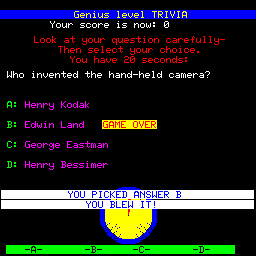 Genius level TRIVIA
Your score is now: 0
Look at your question carefully-
Then select your choice.
You have 20 seconds:
Who invented the hand-held camera?
A: Henry Kodak
B: Edwin Land GAME OVER
C: George Eastman
D: Henry Bessimer
YOU PICKED ANSWER B
YOU BLEW IT!
-A- -B- -C- -D-